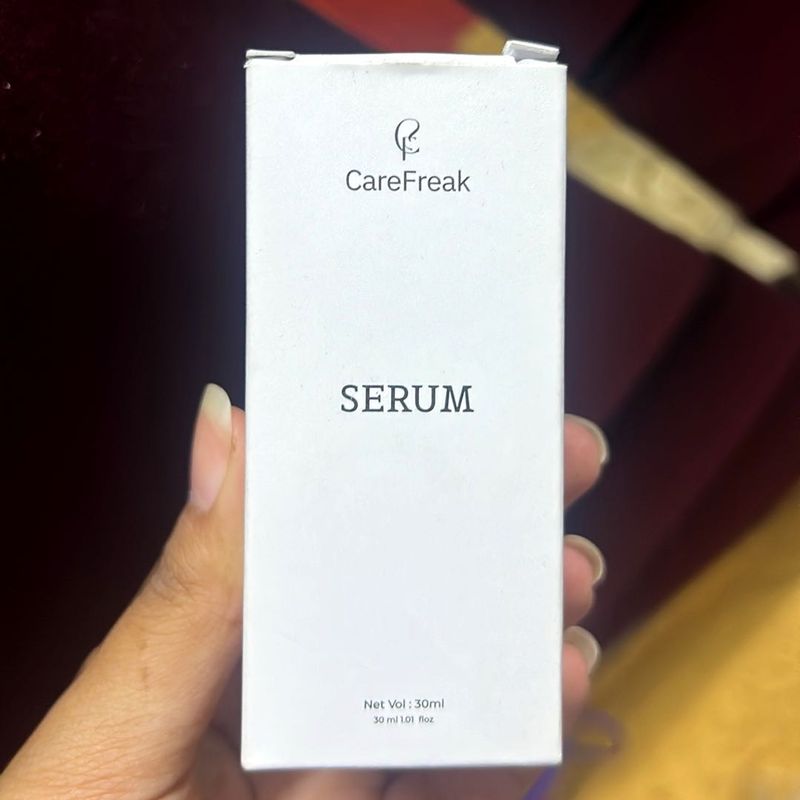 CareFreak
SERUM
Net Vol : 30ml
30 ml 1.01 floz